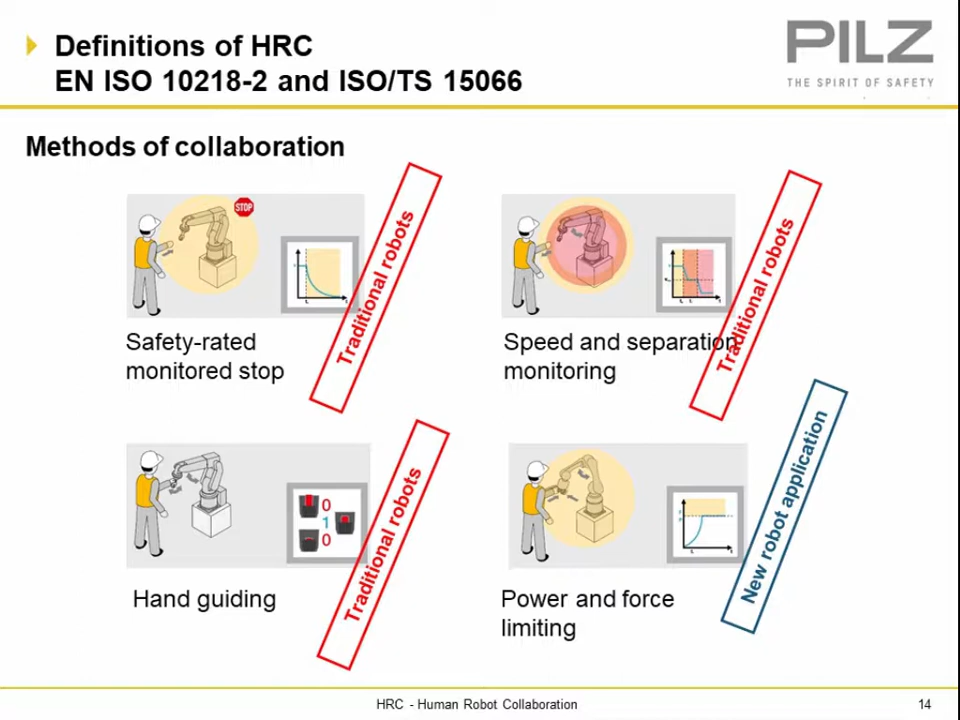 Definitions of HRC
EN ISO 10218-2 and ISO/TS 15066
PILZ
THE SPIRIT OF SAFETY
Methods of collaboration
STOP
Traditional robots
Safety-rated
monitored stop
Traditional robots
Speed and separation
monitoring
0
1
0
Traditional robots
Hand guiding
New robot application
Power and force
limiting
HRC - Human Robot Collaboration
14